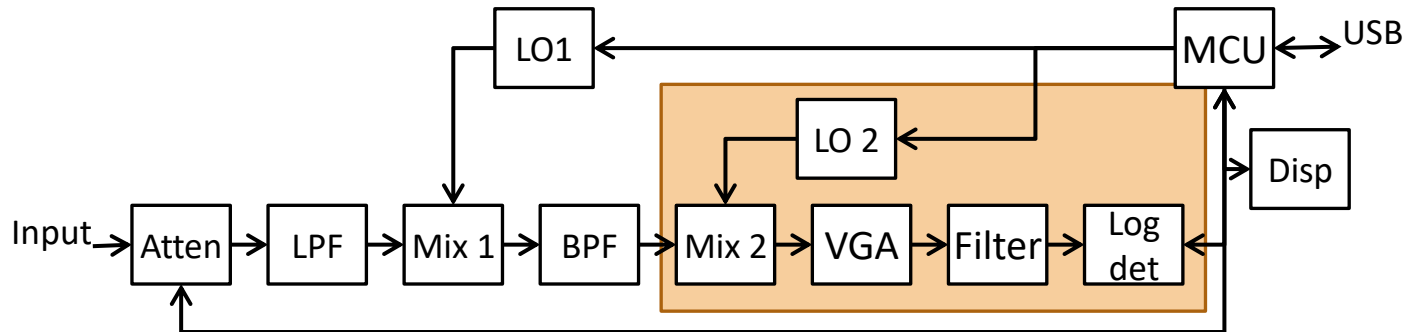 LO1
MCU
USB
LO 2
Disp
Input
Atten
LPF
Mix 1
BPF
Mix 2
VGA
Filter
Log
det